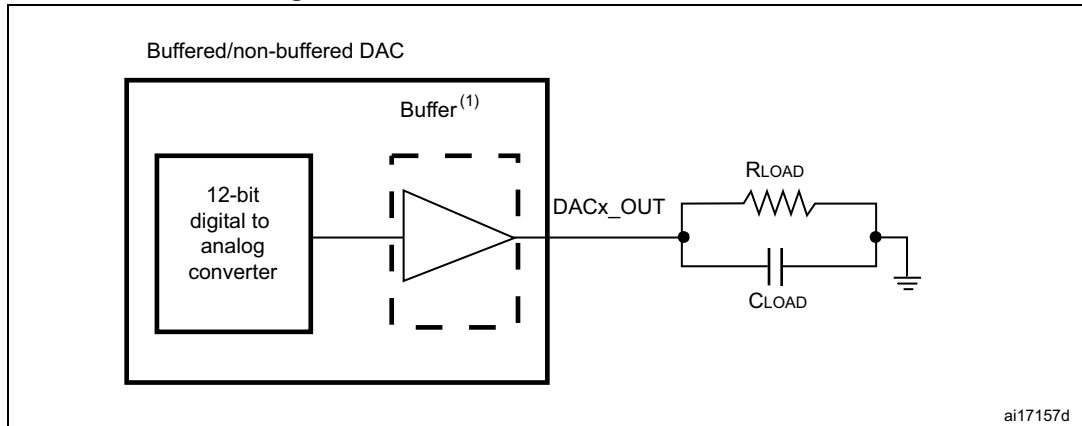 Buffered/non-buffered DAC
Buffer(1)
12-bit
digital to
analog
converter
DACx_OUT
RLOAD
CLOAD
ai17157d